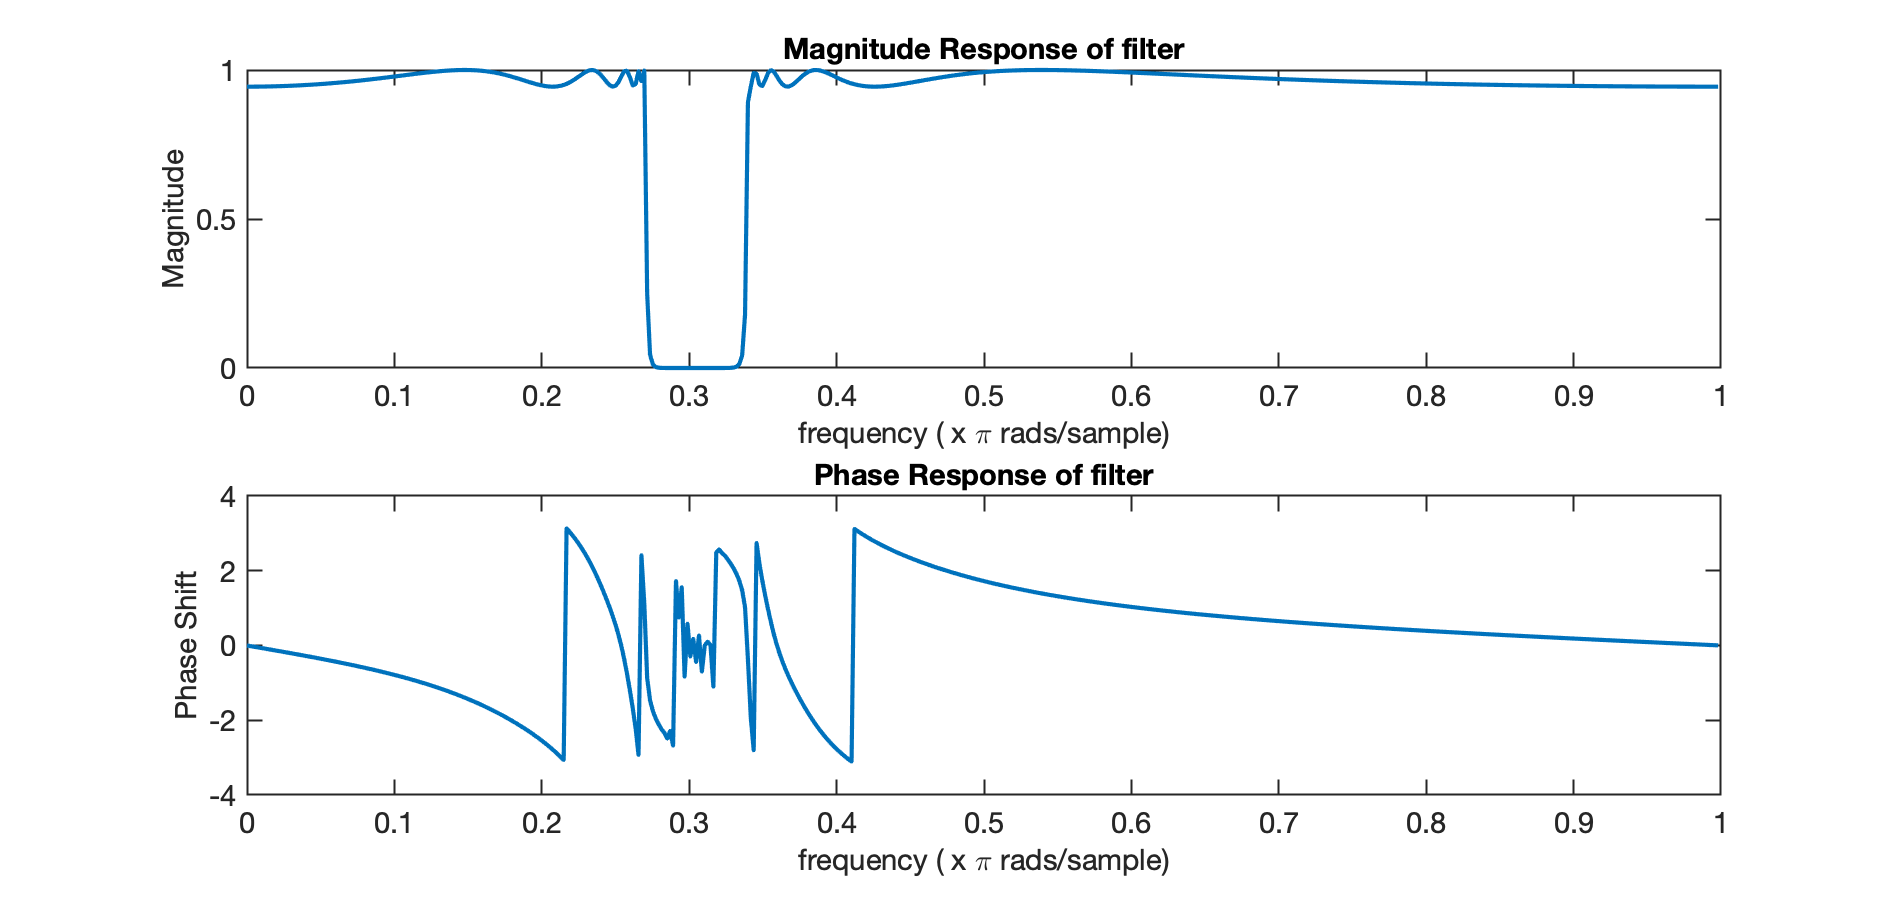 Magnitude Response of filter
1
0.5
0
Magnitude
0 0.1 0.2 0.3 0.4 0.5 0.6 0.7 0.8 0.9 1
frequency ( x π rads/sample)
Phase Response of filter
4
2
0
-2
-4
Phase Shift
0 0.1 0.2 0.3 0.4 0.5 0.6 0.7 0.8 0.9 1
frequency ( x π rads/sample)